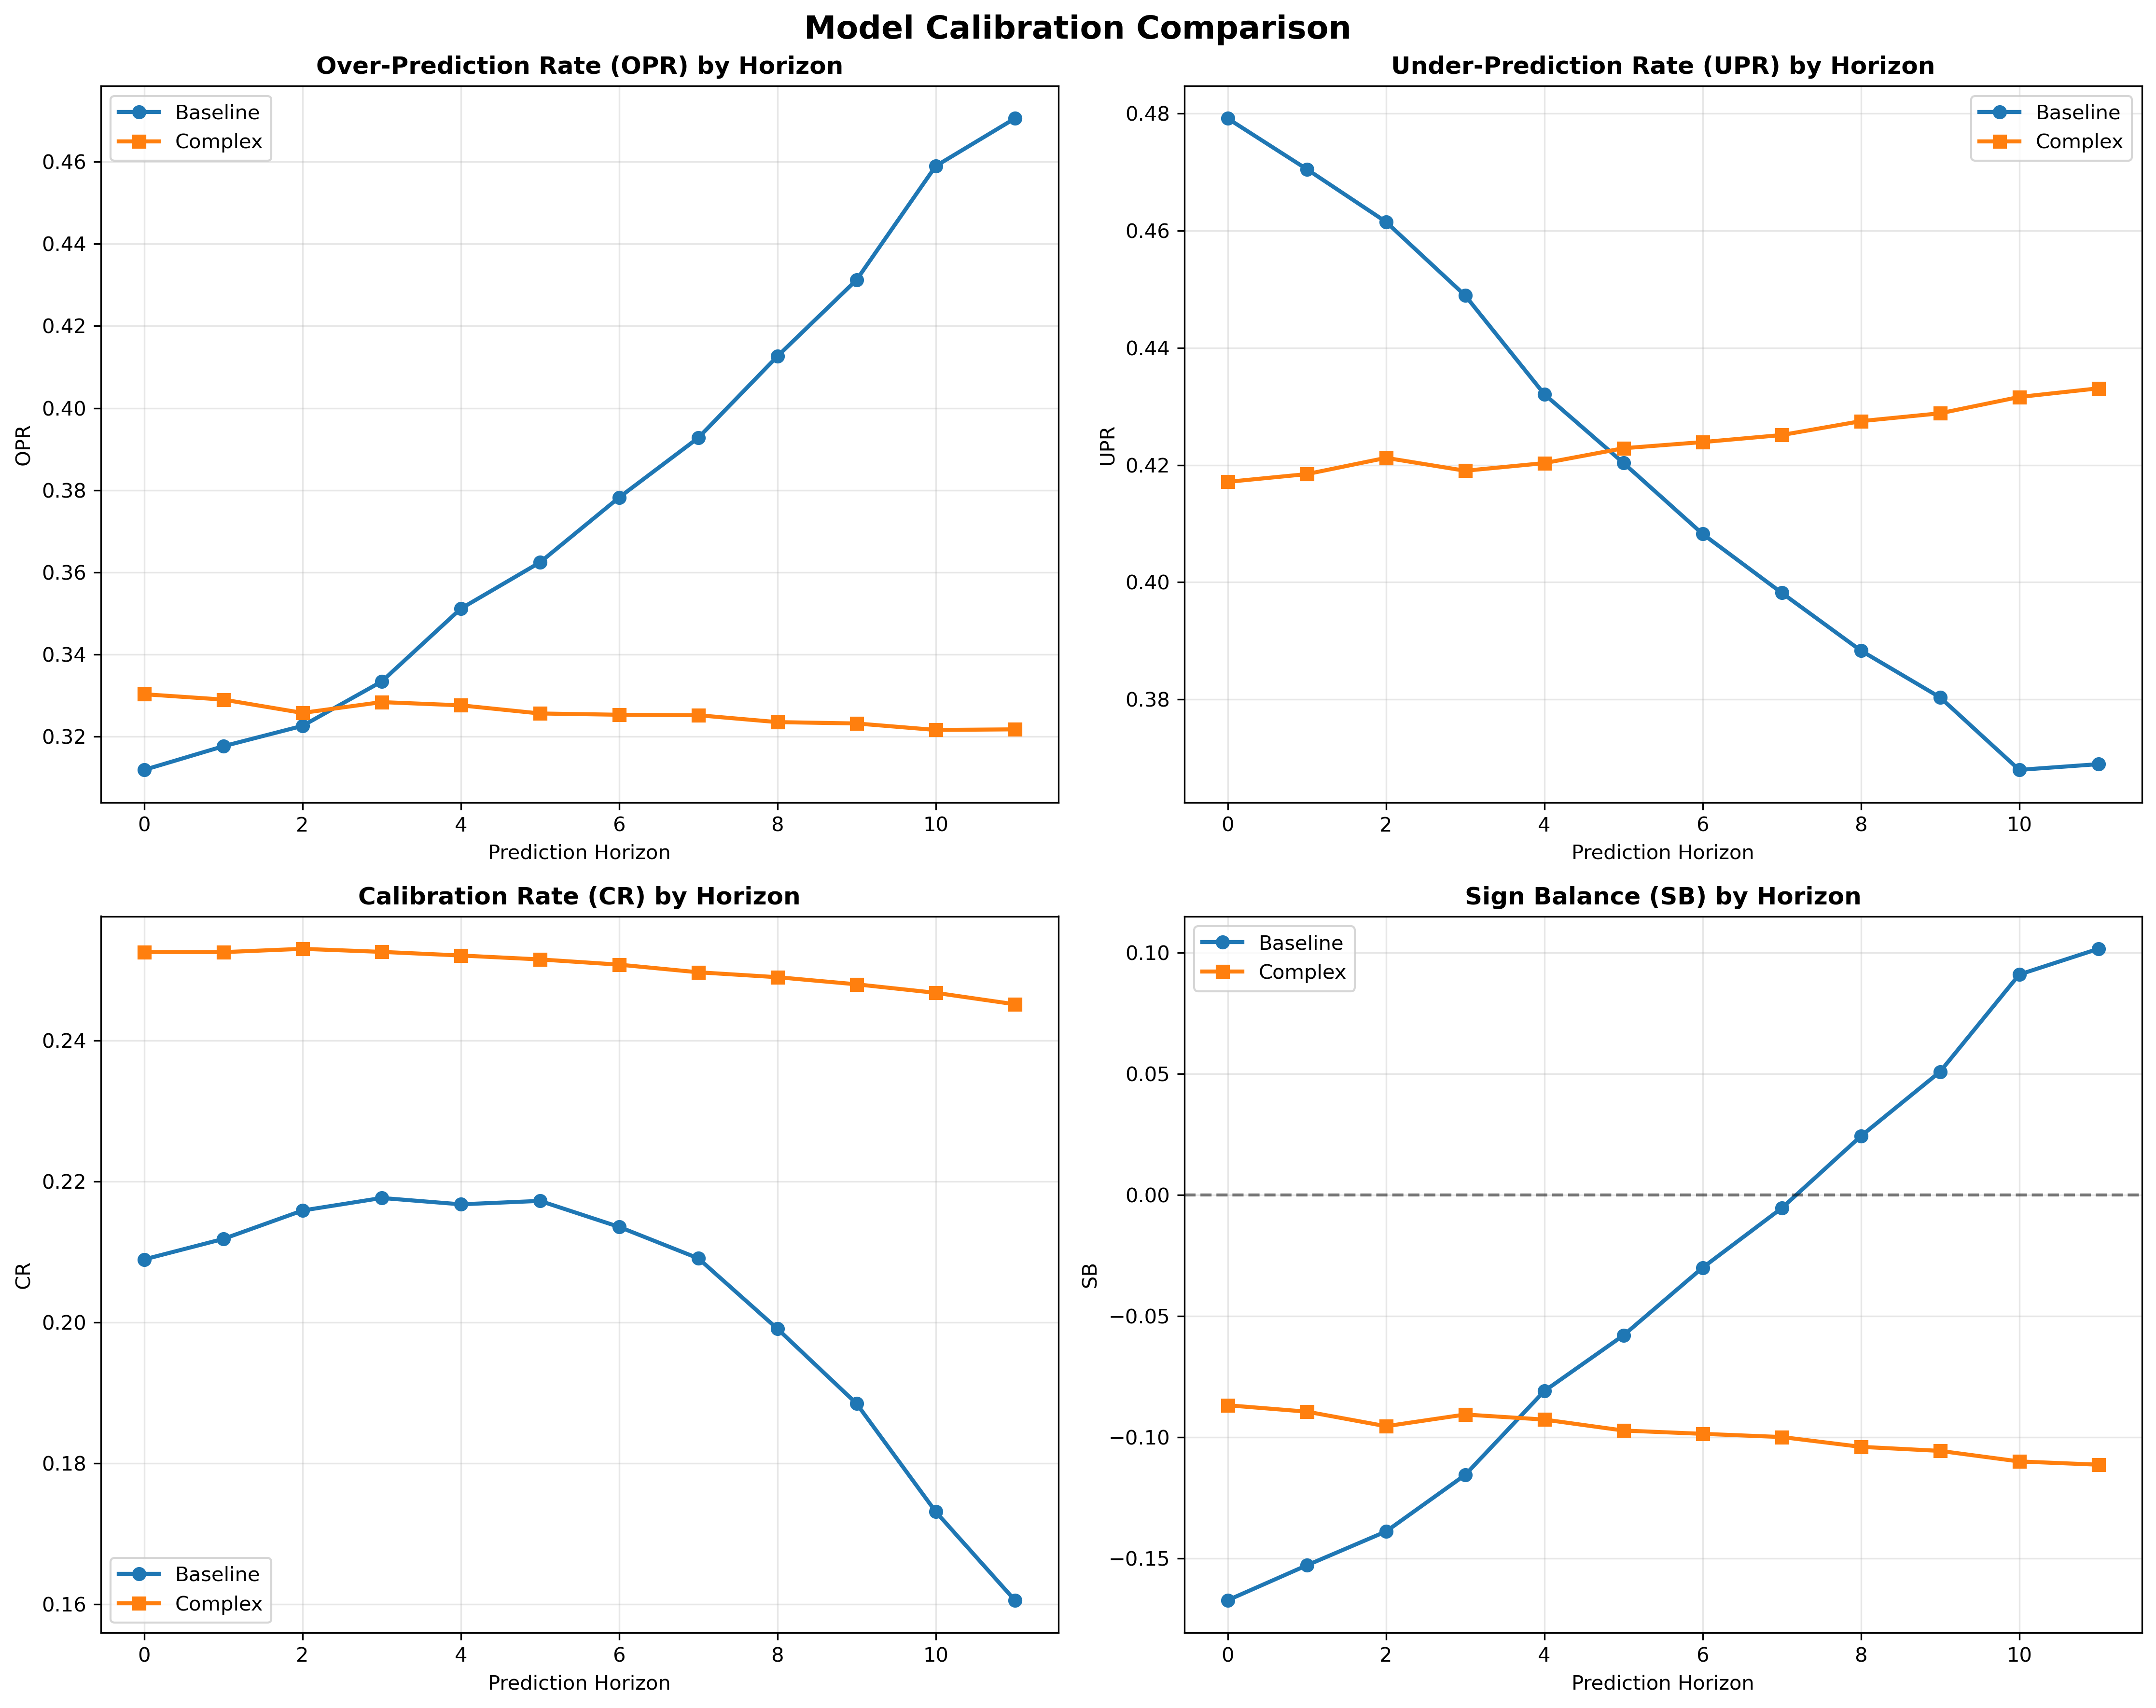 Model Calibration Comparison
Over-Prediction Rate (OPR) by Horizon
Baseline
Complex
0.46
0.44
0.42
0.40
0.38
0.36
0.34
0.32
OPR
0 2 4 6 8 10
Prediction Horizon
Under-Prediction Rate (UPR) by Horizon
Baseline
Complex
0.48
0.46
0.44
0.42
0.40
0.38
UPR
0 2 4 6 8 10
Prediction Horizon
Calibration Rate (CR) by Horizon
0.24
0.22
0.20
0.18
0.16
CR
Baseline
Complex
0 2 4 6 8 10
Prediction Horizon
Sign Balance (SB) by Horizon
Baseline
Complex
0.10
0.05
0.00
−0.05
−0.10
−0.15
SB
0 2 4 6 8 10
Prediction Horizon